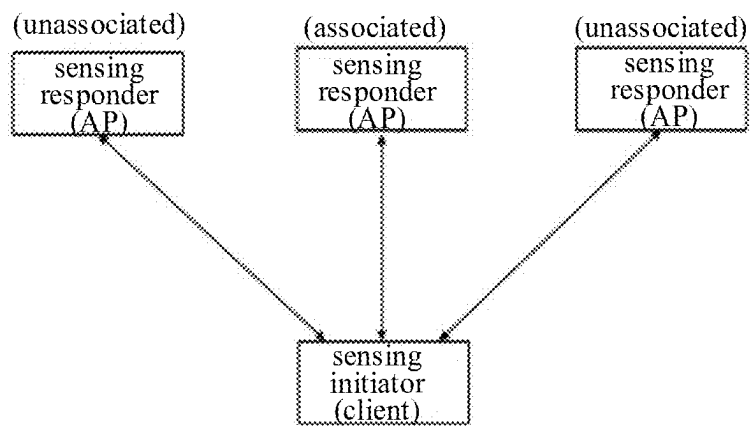 (unassociated)
(associated)
(unassociated)
sensing
responder
(AP)
sensing
responder
(AP)
sensing
responder
(AP)
sensing
initiator
(client)